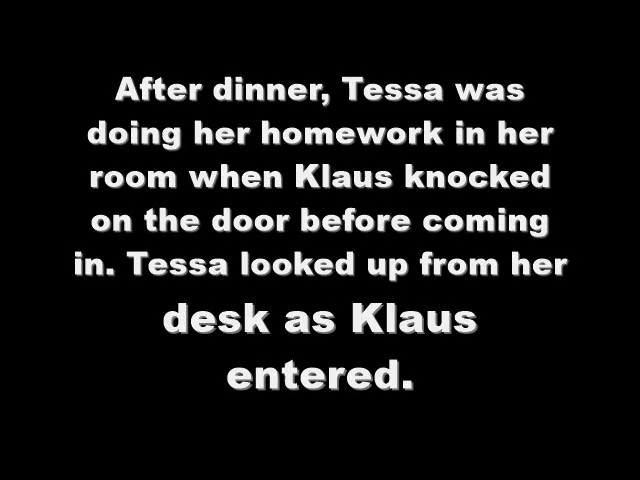 After dinner, Tessa was
doing her homework in her
room when Klaus knocked
on the door before coming
in. Tessa looked up from her
desk as Klaus
entered.